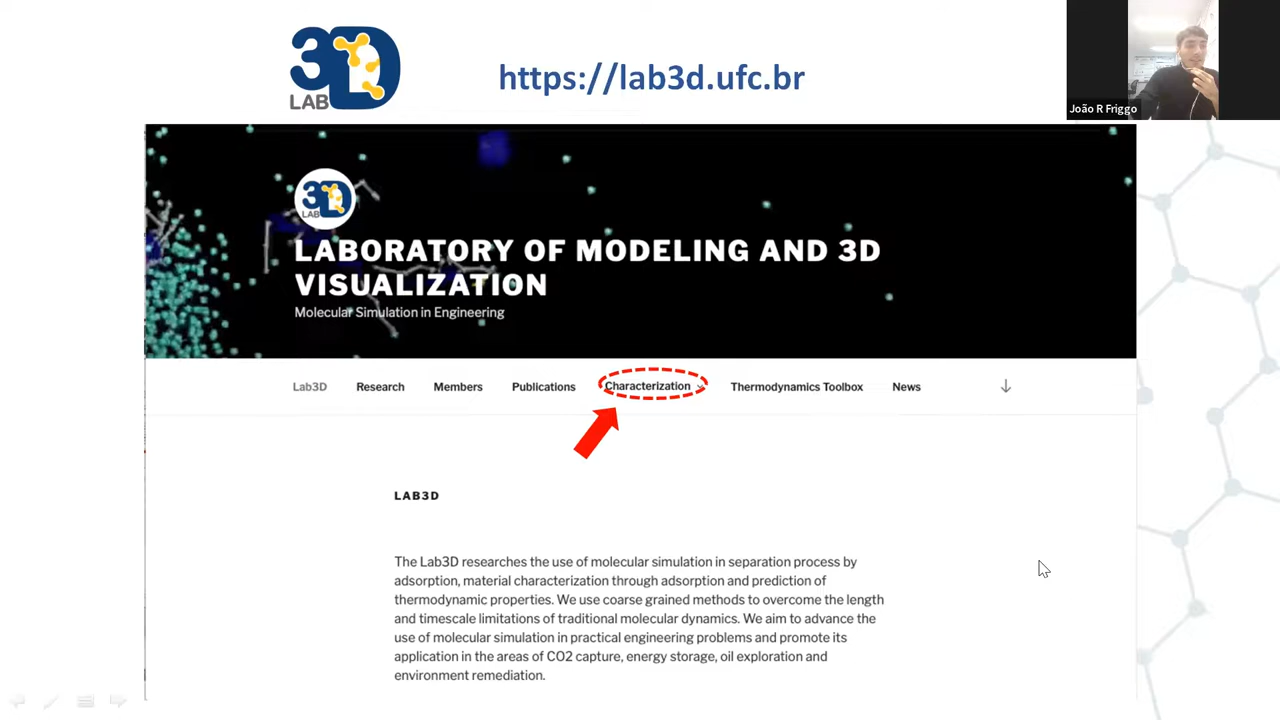 3D
LAB
https://lab3d.ufc.br
João R Friggo
3D
LAB
LABORATORY OF MODELING AND 3D
VISUALIZATION
Molecular Simulation in Engineering
Lab3D Research Members Publications Characterization Thermodynamics Toolbox News
LAB3D
The Lab3D researches the use of molecular simulation in separation process by
adsorption, material characterization through adsorption and prediction of
thermodynamic properties. We use coarse grained methods to overcome the length
and timescale limitations of traditional molecular dynamics. We aim to advance the
use of molecular simulation in practical engineering problems and promote its
application in the areas of CO2 capture, energy storage, oil exploration and
environment remediation.